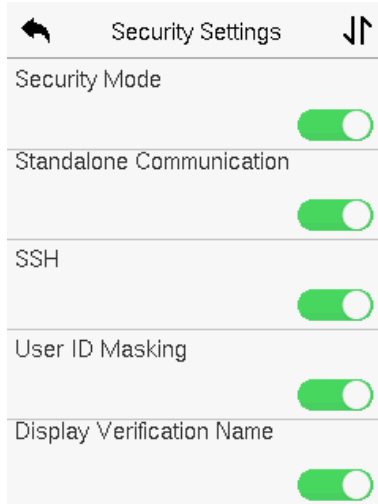 Security Settings
Security Mode
Standalone Communication
SSH
User ID Masking
Display Verification Name